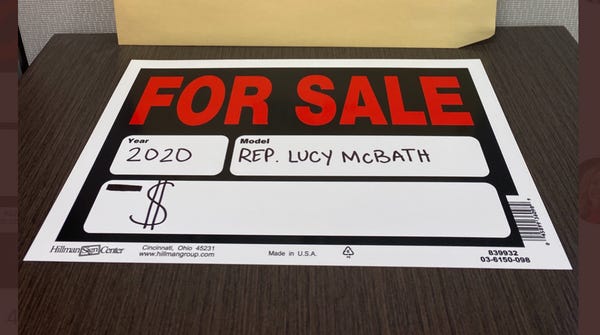 FOR SALE
Year
2020
Model
REP. LUCY McBATH
$
Hillman Sign Center
Cincinnati, Ohio 45231
www.hillmangroup.com
Made in U.S.A.
839932
03-6150-098